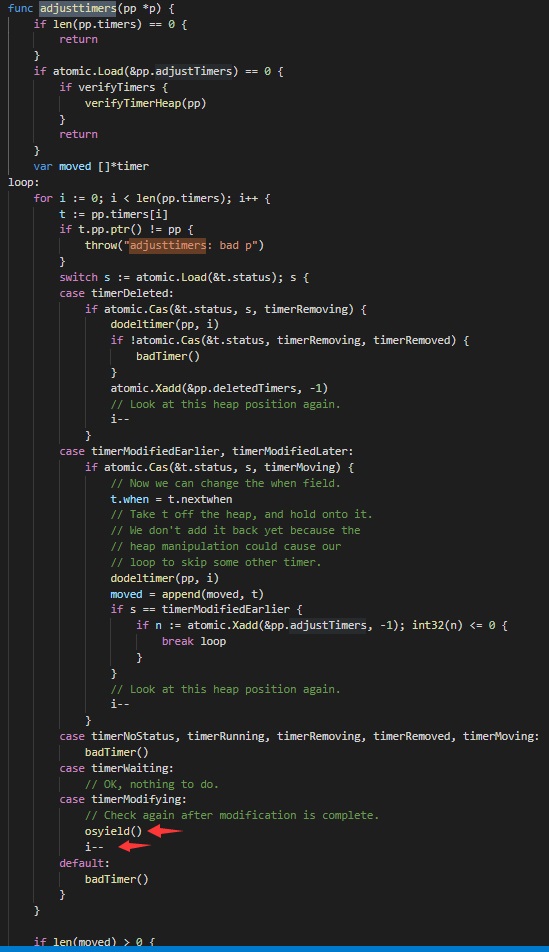 func adjusttimers(pp *p) {
    if len(pp.timers) == 0 {
        return
    }
    if atomic.Load(&pp.adjustTimers) == 0 {
        if verifyTimers {
            verifyTimerHeap(pp)
        }
        return
    }
    var moved []*timer
loop:
    for i := 0; i < len(pp.timers); i++ {
        t := pp.timers[i]
        if t.pp.ptr() != pp {
            throw("adjusttimers: bad p")
        }
        switch s := atomic.Load(&t.status); s {
        case timerDeleted:
            if atomic.Cas(&t.status, s, timerRemoving) {
                dodeltimer(pp, i)
                if !atomic.Cas(&t.status, timerRemoving, timerRemoved) {
                    badTimer()
                }
                atomic.Xadd(&pp.deletedTimers, -1)
                // Look at this heap position again.
                i--
            }
        case timerModifiedEarlier, timerModifiedLater:
            if atomic.Cas(&t.status, s, timerMoving) {
                // Now we can change the when field.
                t.when = t.nextwhen
                // Take t off the heap, and hold onto it.
                // We don't add it back yet because the
                // heap manipulation could cause our
                // loop to skip some other timer.
                dodeltimer(pp, i)
                moved = append(moved, t)
                if s == timerModifiedEarlier {
                    if n := atomic.Xadd(&pp.adjustTimers, -1); int32(n) <= 0 {
                        break loop
                    }
                }
                // Look at this heap position again.
                i--
            }
        case timerNoStatus, timerRunning, timerRemoving, timerRemoved, timerMoving:
            badTimer()
        case timerWaiting:
            // OK, nothing to do.
        case timerModifying:
            // Check again after modification is complete.
            osyield()
            i--
        default:
            badTimer()
        }
    }
    if len(moved) > 0 {